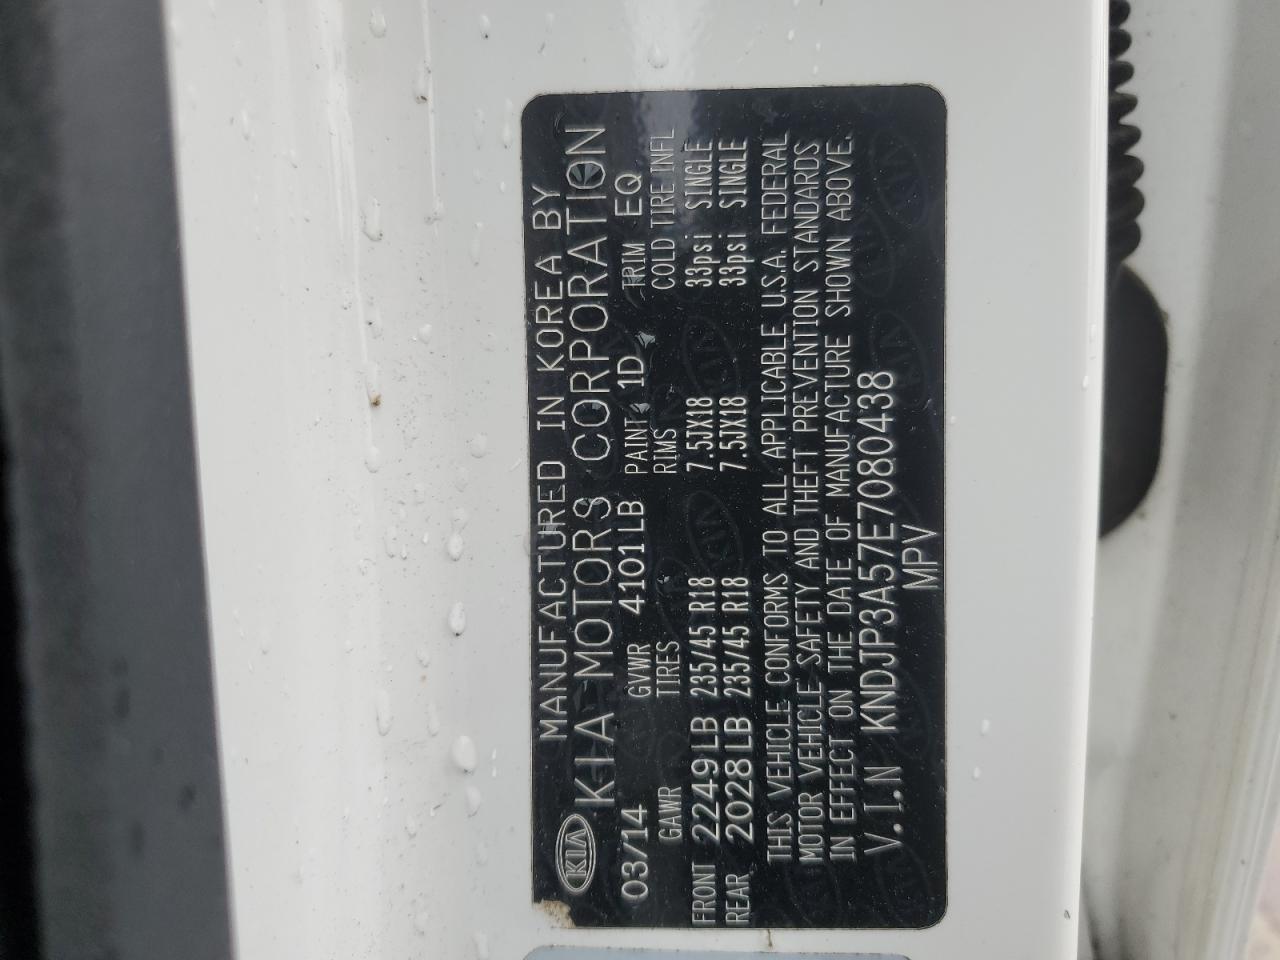 MANUFACTURED IN KOREA BY
KIA KIA MOTORS CORPORATION
03/14 GVWR 4101LB PAINT 1D TRIM EQ
GAWR TIRES RIMS COLD TIRE INFL
FRONT 2249LB 235/45 R18 7.5JX18 33psi SINGLE
REAR 2028LB 235/45 R18 7.5JX18 33psi SINGLE
THIS VEHICLE CONFORMS TO ALL APPLICABLE U.S.A. FEDERAL
MOTOR VEHICLE SAFETY AND THEFT PREVENTION STANDARDS
IN EFFECT ON THE DATE OF MANUFACTURE SHOWN ABOVE.
V.I.N KNDJP3A57E7080438
MPV